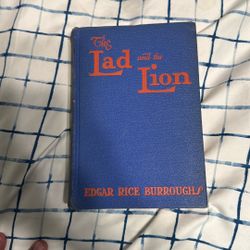 The
Lad and the
Lion
EDGAR RICE BURROUGHS